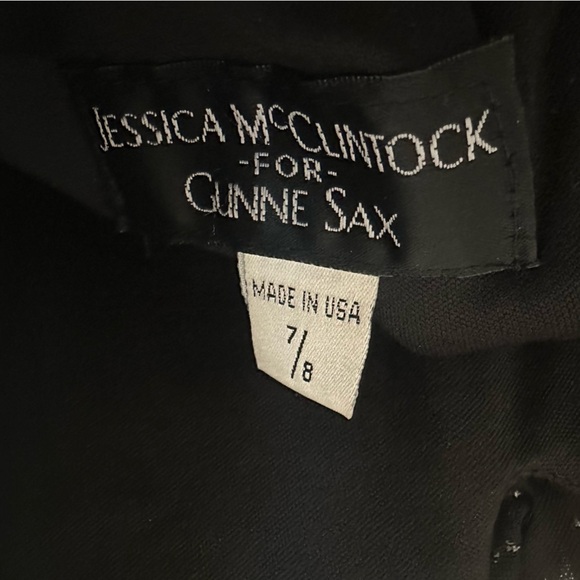 JESSICA McCLINTOCK
-FOR-
GUNNE SAX
MADE IN USA
7/8